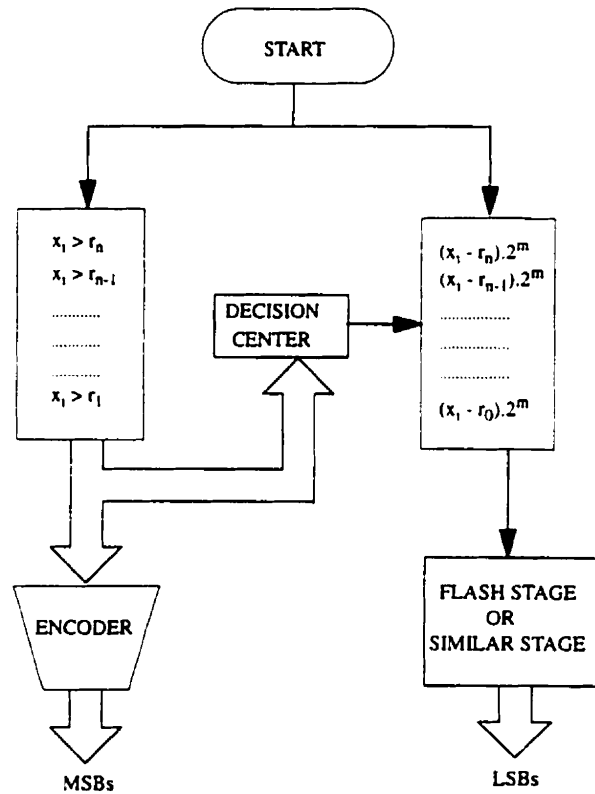 START
x₁ > rₙ
x₁ > rₙ₋₁
..........
..........
..........
x₁ > r₁
DECISION
CENTER
(x₁ - rₙ).2ᵐ
(x₁ - rₙ₋₁).2ᵐ
..............
..............
..............
(x₁ - r₀).2ᵐ
ENCODER
FLASH STAGE
OR
SIMILAR STAGE
MSBs
LSBs